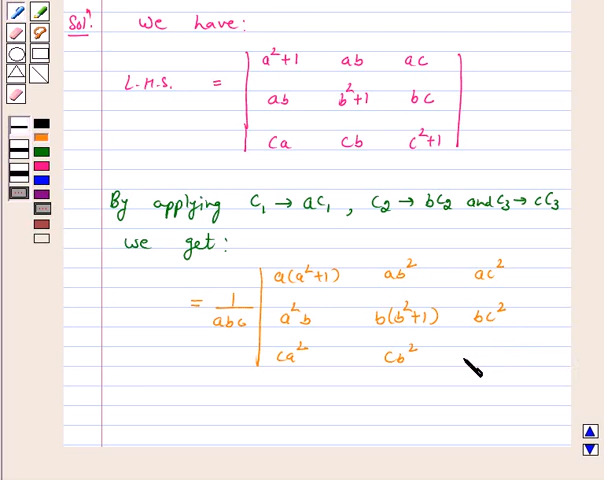 Solⁿ. We have:
L.H.S. = | a²+1 ab ac |
| ab b²+1 bc |
| ca cb c²+1 |
By applying C₁ → aC₁, C₂ → bC₂ and C₃ → cC₃
we get:
= 1/abc | a(a²+1) ab² ac²
| a²b b(b²+1) bc²
| ca² cb²